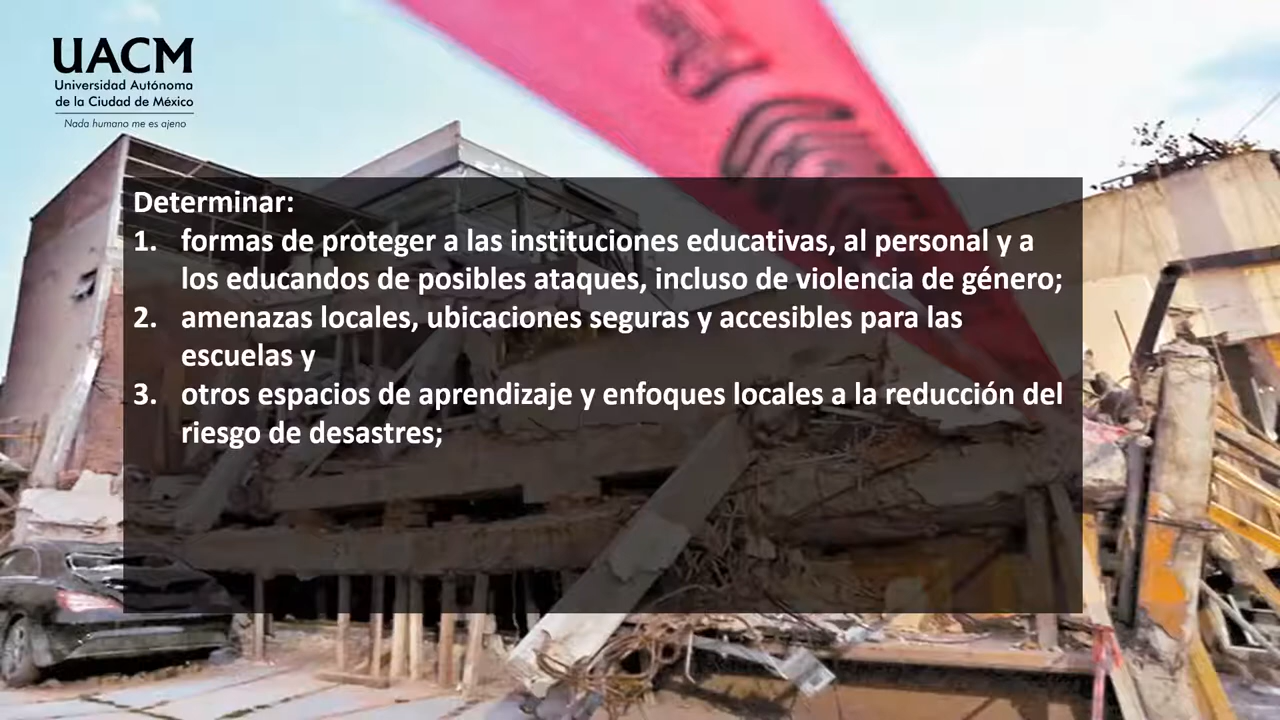 UACM
Universidad Autónoma
de la Ciudad de México
Nada humano me es ajeno
Determinar:
1. formas de proteger a las instituciones educativas, al personal y a
los educandos de posibles ataques, incluso de violencia de género;
2. amenazas locales, ubicaciones seguras y accesibles para las
escuelas y
3. otros espacios de aprendizaje y enfoques locales a la reducción del
riesgo de desastres;